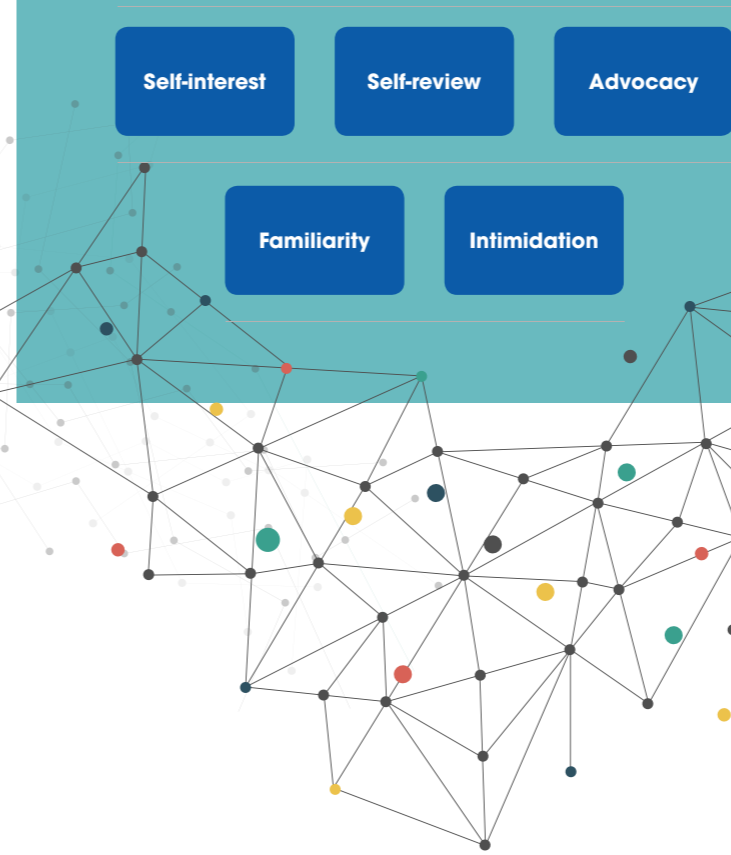 Self-interest
Self-review
Advocacy
Familiarity
Intimidation